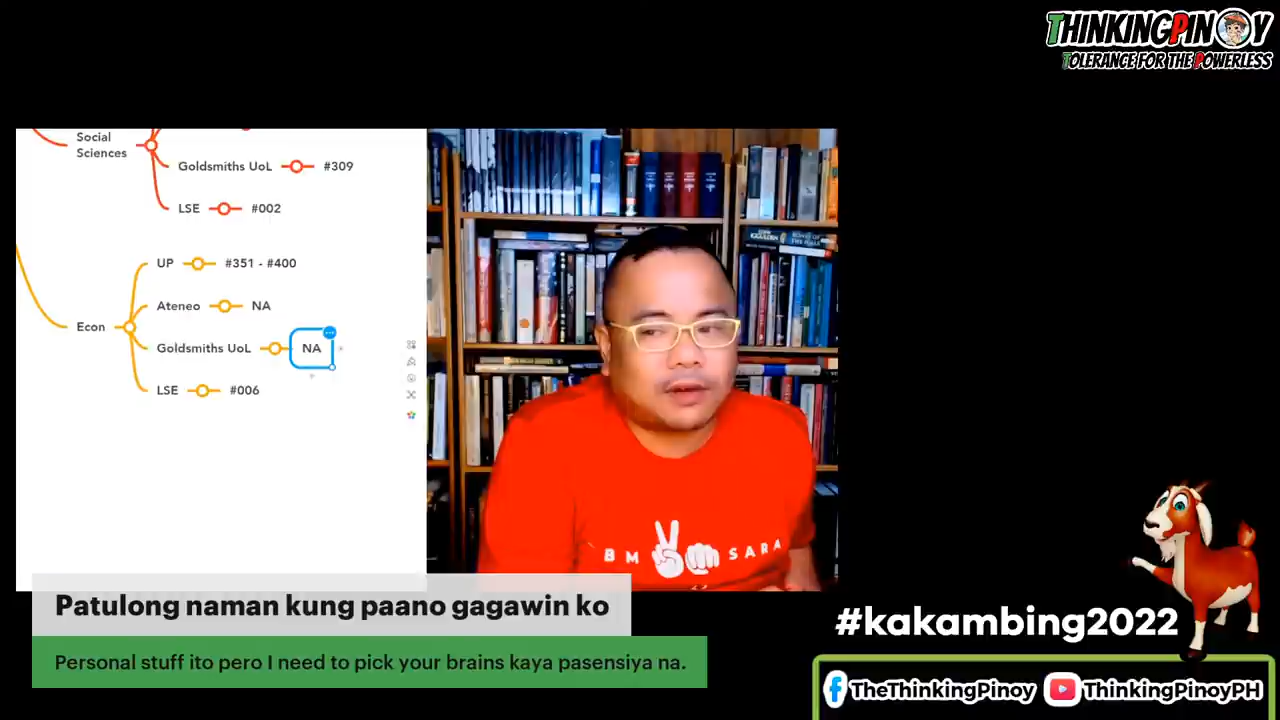 THINKINGPINOY
TOLERANCE FOR THE POWERLESS
Social
Sciences
Goldsmiths UoL
#309
LSE
#002
Econ
UP
#351 - #400
Ateneo
NA
Goldsmiths UoL
NA
LSE
#006
BM SARA
Patulong naman kung paano gagawin ko
Personal stuff ito pero I need to pick your brains kaya pasensiya na.
#kakambing2022
TheThinkingPinoy
ThinkingPinoyPH